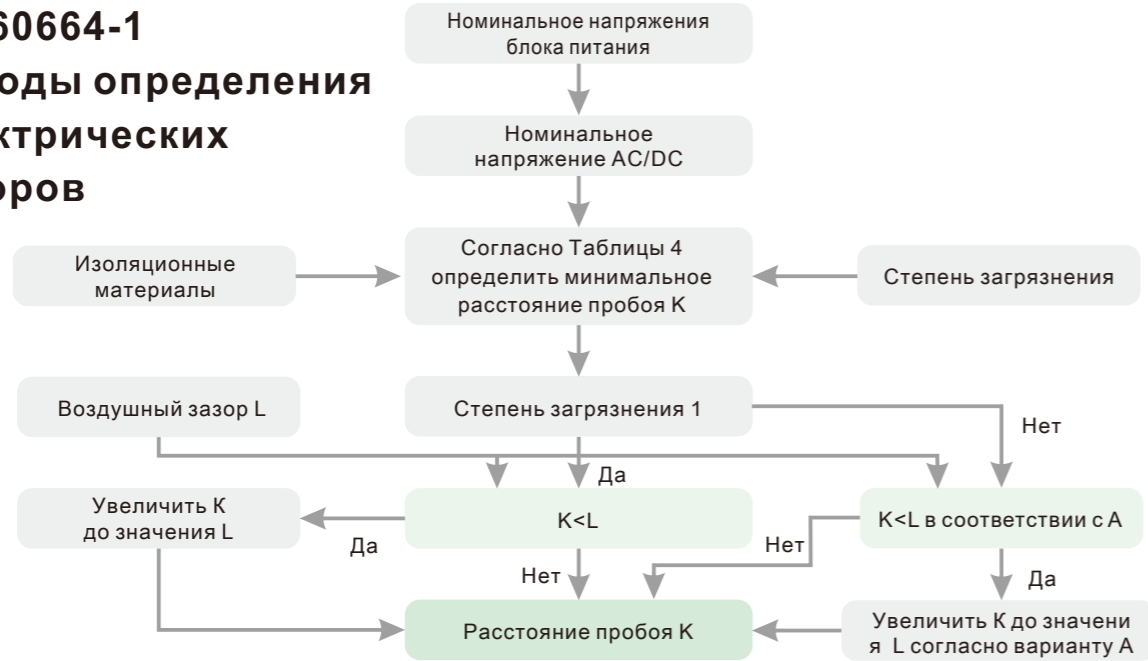 60664-1
оды определения
ктрических
оров
Номинальное напряжения
блока питания
Номинальное
напряжение AC/DC
Изоляционные
материалы
Согласно Таблицы 4
определить минимальное
расстояние пробоя K
Степень загрязнения
Воздушный зазор L
Степень загрязнения 1
Нет
Да
Увеличить К
до значения L
Да
K<L
Нет
K<L в соответствии с A
Нет
Да
Расстояние пробоя K
Увеличить К до значени
я L согласно варианту A